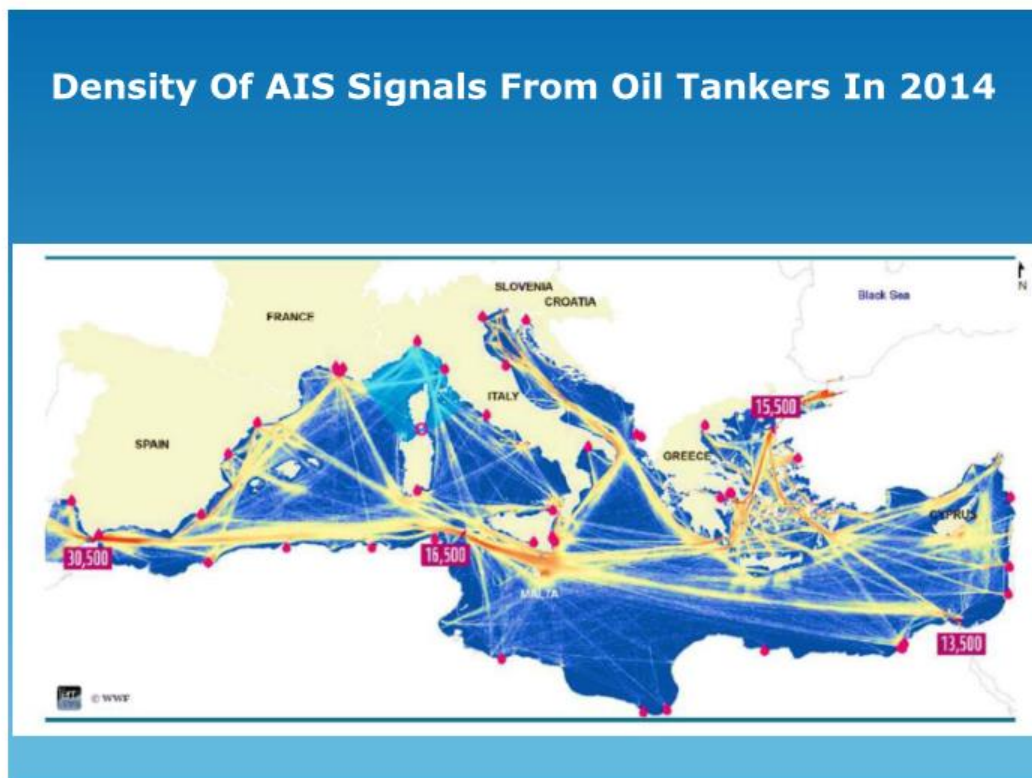 Density Of AIS Signals From Oil Tankers In 2014
N
SLOVENIA
CROATIA
Black Sea
FRANCE
ITALY
15,500
SPAIN
GREECE
CYPRUS
30,500
16,500
MALTA
13,500
© WWF